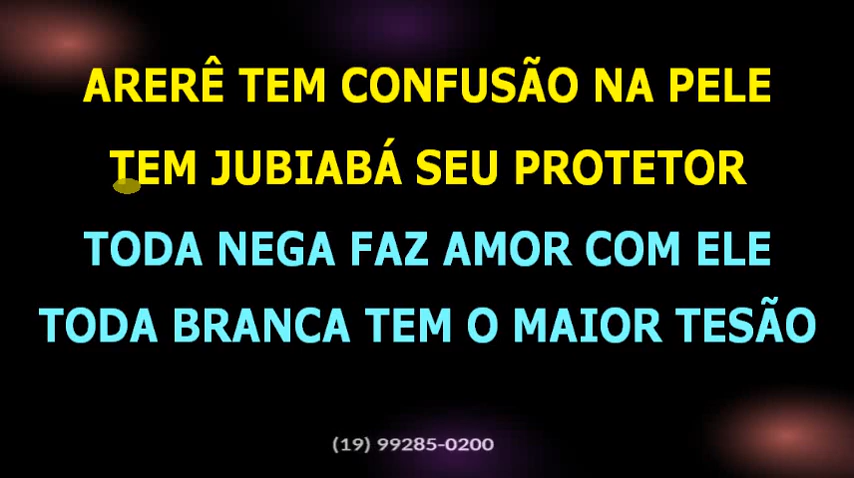 ARERÊ TEM CONFUSÃO NA PELE
TEM JUBIABÁ SEU PROTETOR
TODA NEGA FAZ AMOR COM ELE
TODA BRANCA TEM O MAIOR TESÃO
(19) 99285-0200